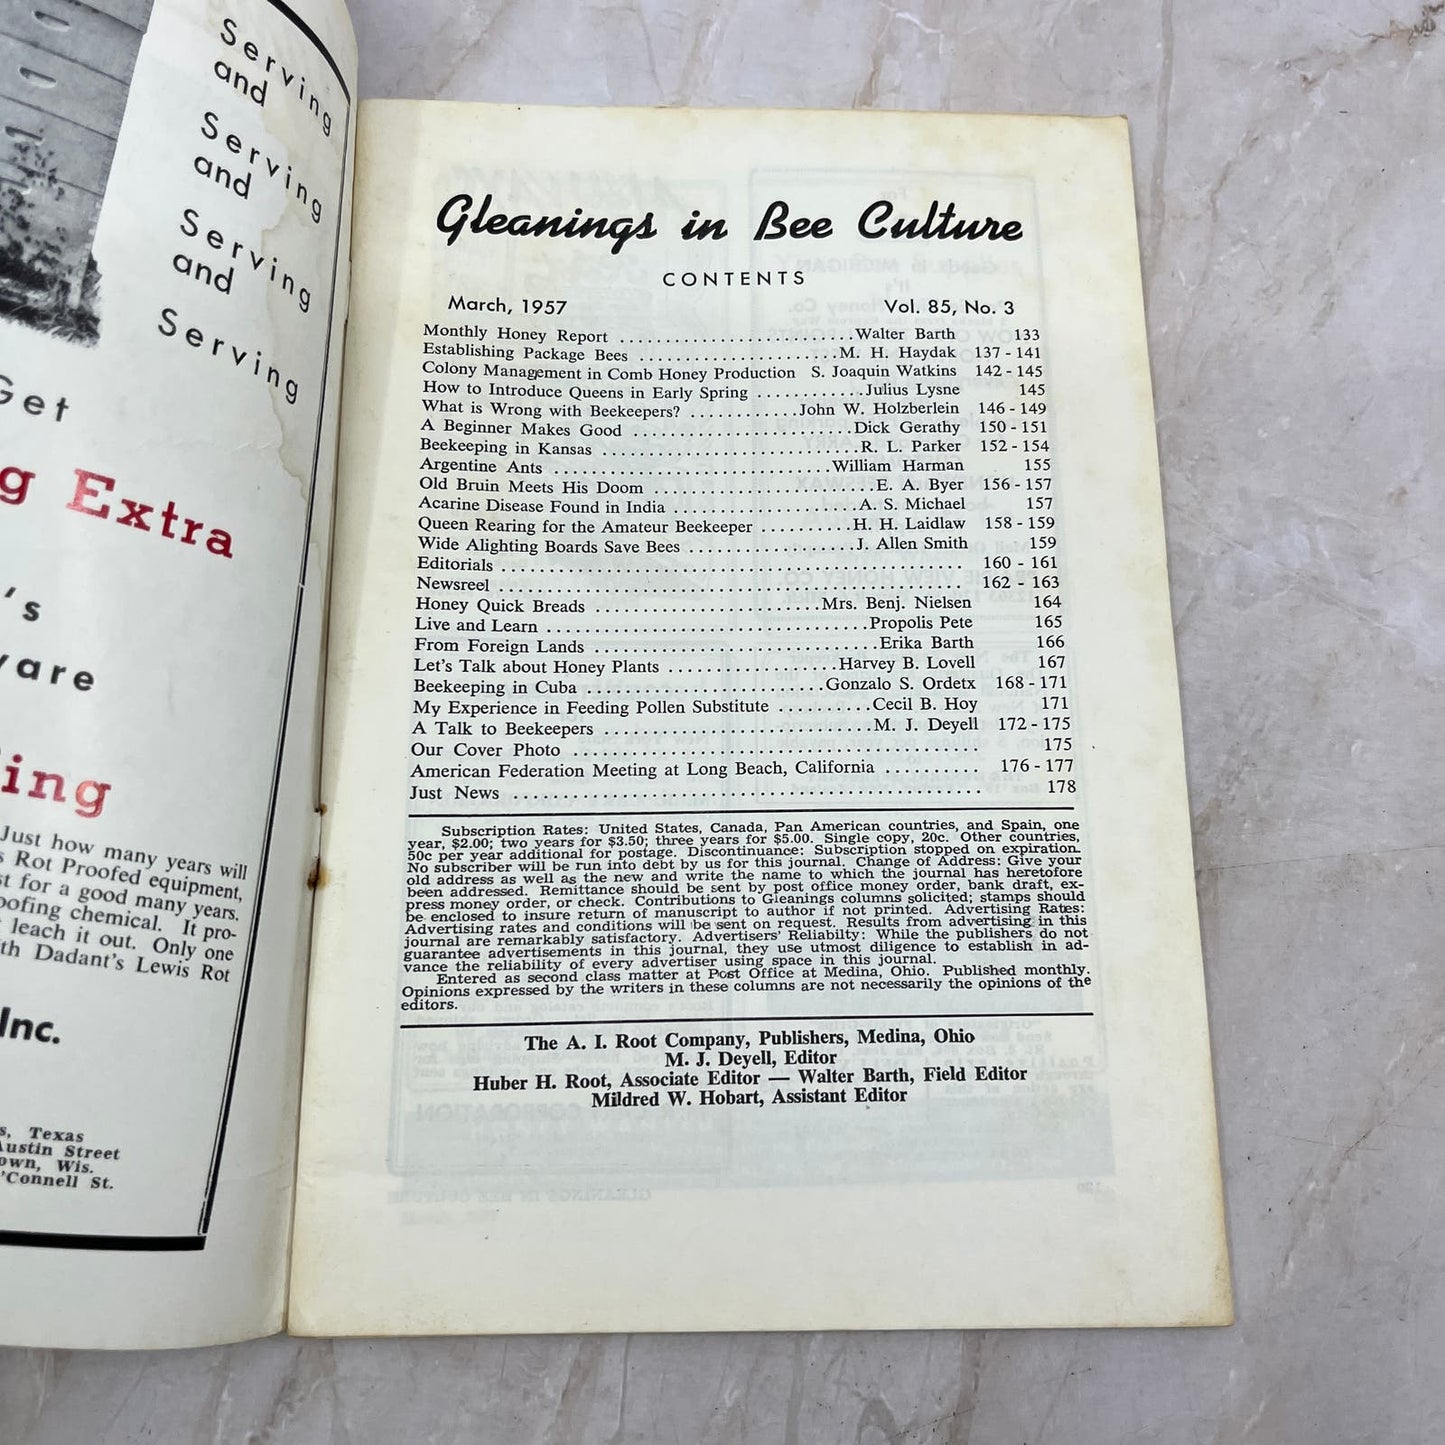 Serving
and
Serving
and
Serving
and
Serving
Get
g Extra
's
ware
ing
Just how many years will
s Rot Proofed equipment,
st for a good many years.
oofing chemical. It pro-
t leach it out. Only one
th Dadant's Lewis Rot
Inc.
s, Texas
Austin Street
own, Wis.
'Connell St.
Gleanings in Bee Culture
CONTENTS
March, 1957 Vol. 85, No. 3
Monthly Honey Report ..........................Walter Barth 133
Establishing Package Bees .......................M. H. Haydak 137 - 141
Colony Management in Comb Honey Production S. Joaquin Watkins 142 - 145
How to Introduce Queens in Early Spring ............Julius Lysne 145
What is Wrong with Beekeepers? ............John W. Holzberlein 146 - 149
A Beginner Makes Good ........................Dick Gerathy 150 - 151
Beekeeping in Kansas ............................R. L. Parker 152 - 154
Argentine Ants ...............................William Harman 155
Old Bruin Meets His Doom .........................E. A. Byer 156 - 157
Acarine Disease Found in India .....................A. S. Michael 157
Queen Rearing for the Amateur Beekeeper ..........H. H. Laidlaw 158 - 159
Wide Alighting Boards Save Bees ..................J. Allen Smith 159
Editorials ................................................ 160 - 161
Newsreel ................................................. 162 - 163
Honey Quick Breads .........................Mrs. Benj. Nielsen 164
Live and Learn ...................................Propolis Pete 165
From Foreign Lands ...............................Erika Barth 166
Let's Talk about Honey Plants ...................Harvey B. Lovell 167
Beekeeping in Cuba ..........................Gonzalo S. Ordetx 168 - 171
My Experience in Feeding Pollen Substitute ..........Cecil B. Hoy 171
A Talk to Beekeepers ..............................M. J. Deyell 172 - 175
Our Cover Photo ............................................. 175
American Federation Meeting at Long Beach, California .......... 176 - 177
Just News .................................................... 178
Subscription Rates: United States, Canada, Pan American countries, and Spain, one
year, $2.00; two years for $3.50; three years for $5.00. Single copy, 20c. Other countries,
50c per year additional for postage. Discontinuance: Subscription stopped on expiration.
No subscriber will be run into debt by us for this journal. Change of Address: Give your
old address as well as the new and write the name to which the journal has heretofore
been addressed. Remittance should be sent by post office money order, bank draft, ex-
press money order, or check. Contributions to Gleanings columns solicited; stamps should
be enclosed to insure return of manuscript to author if not printed. Advertising Rates:
Advertising rates and conditions will be sent on request. Results from advertising in this
journal are remarkably satisfactory. Advertisers' Reliabilty: While the publishers do not
guarantee advertisements in this journal, they use utmost diligence to establish in ad-
vance the reliability of every advertiser using space in this journal.
Entered as second class matter at Post Office at Medina, Ohio. Published monthly.
Opinions expressed by the writers in these columns are not necessarily the opinions of the
editors.
The A. I. Root Company, Publishers, Medina, Ohio
M. J. Deyell, Editor
Huber H. Root, Associate Editor — Walter Barth, Field Editor
Mildred W. Hobart, Assistant Editor